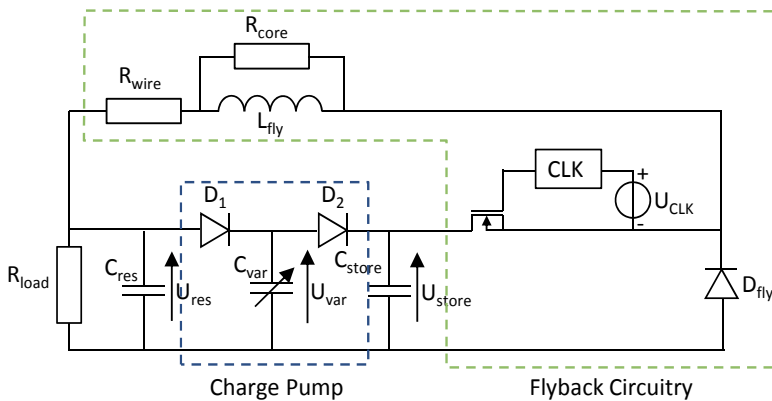 R_core
R_wire
L_fly
CLK
+
U_CLK
-
D_1
D_2
R_load
C_res
U_res
C_var
U_var
C_store
U_store
D_fly
Charge Pump
Flyback Circuitry